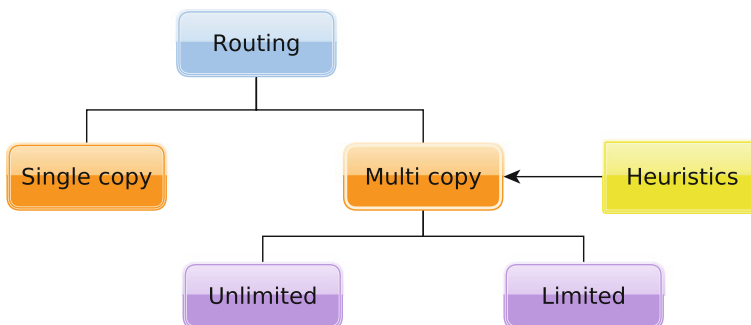 Routing
Single copy
Multi copy
Heuristics
Unlimited
Limited